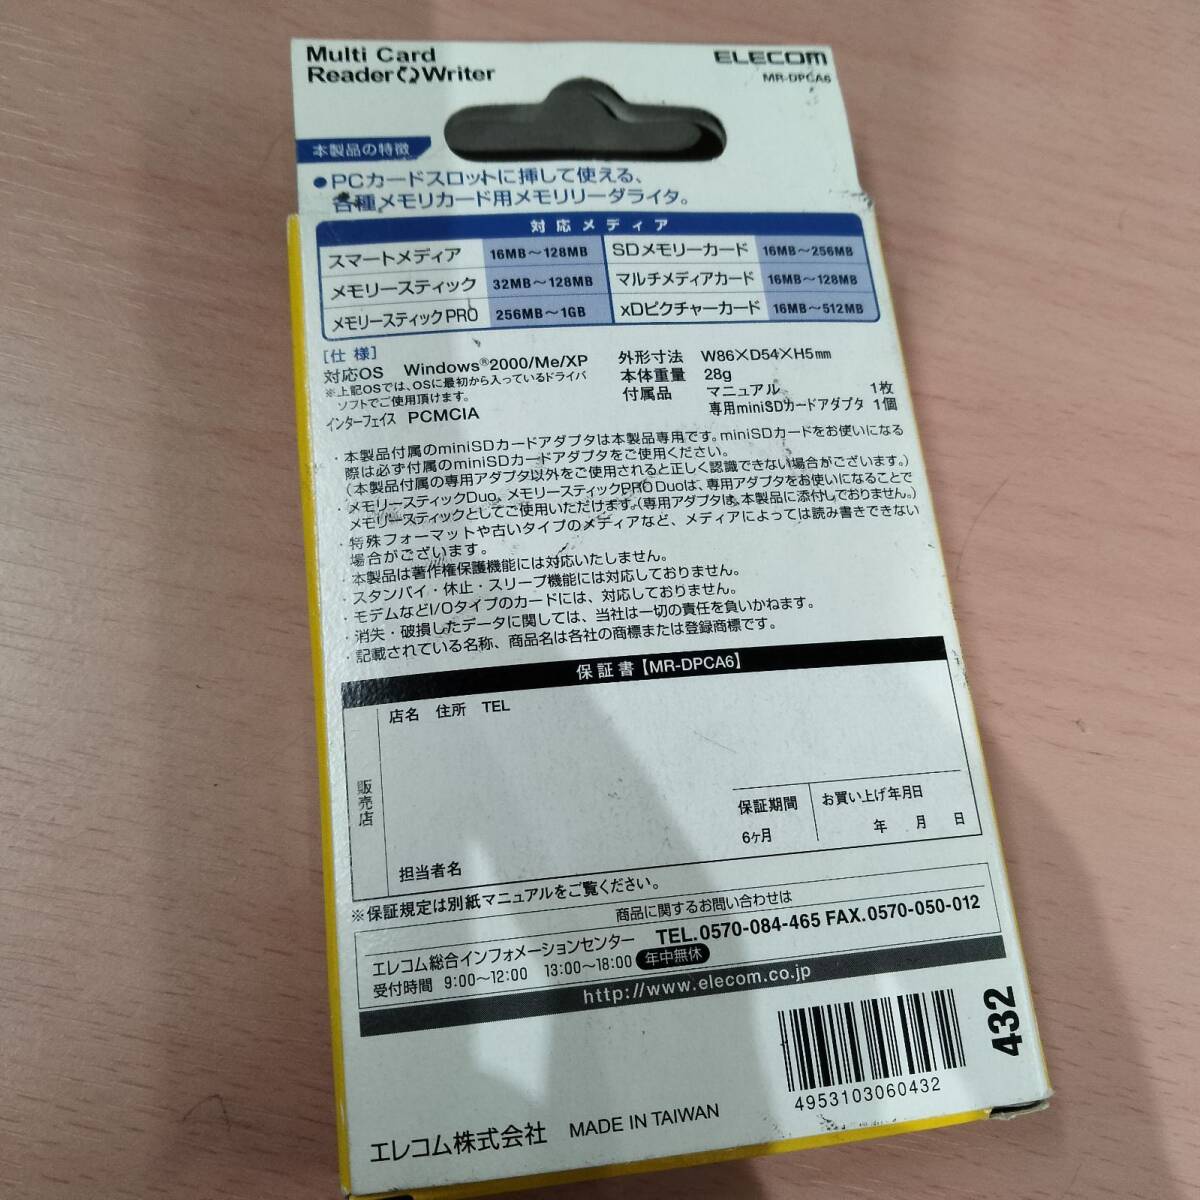 Multi Card
Reader Writer
ELECOM
MR-DPCA6
本製品の特徴
●PCカードスロットに挿して使える、
各種メモリカード用メモリリーダライタ。
対応メディア
スマートメディア 16MB～128MB SDメモリーカード 16MB～256MB
メモリースティック 32MB～128MB マルチメディアカード 16MB～128MB
メモリースティックPRO 256MB～1GB xDピクチャーカード 16MB～512MB
［仕様］
対応OS Windows®2000/Me/XP
※上記OSでは、OSに最初から入っているドライバ
ソフトでご使用頂けます。
インターフェイス PCMCIA
外形寸法 W86×D54×H5mm
本体重量 28g
付属品 マニュアル 1枚
専用miniSDカードアダプタ 1個
・本製品付属のminiSDカードアダプタは本製品専用です。miniSDカードをお使いになる
際は必ず付属のminiSDカードアダプタをご使用ください。
（本製品付属の専用アダプタ以外をご使用されると正しく認識できない場合がございます。）
・メモリースティックDuo、メモリースティックPRO Duoは、専用アダプタをお使いになることで
メモリースティックとしてご使用いただけます。（専用アダプタは、本製品に添付しておりません。）
・特殊フォーマットや古いタイプのメディアなど、メディアによっては読み書きできない
場合がございます。
・本製品は著作権保護機能には対応いたしません。
・スタンバイ・休止・スリープ機能には対応しておりません。
・モデムなどI/Oタイプのカードには、対応しておりません。
・消失・破損したデータに関しては、当社は一切の責任を負いかねます。
・記載されている名称、商品名は各社の商標または登録商標です。
保証書【MR-DPCA6】
販売店
店名 住所 TEL
保証期間 お買い上げ年月日
6ヶ月 年 月 日
担当者名
※保証規定は別紙マニュアルをご覧ください。
商品に関するお問い合わせは
エレコム総合インフォメーションセンター TEL.0570-084-465 FAX.0570-050-012
受付時間 9:00～12:00 13:00～18:00 年中無休
http://www.elecom.co.jp
4953103060432
432
エレコム株式会社 MADE IN TAIWAN